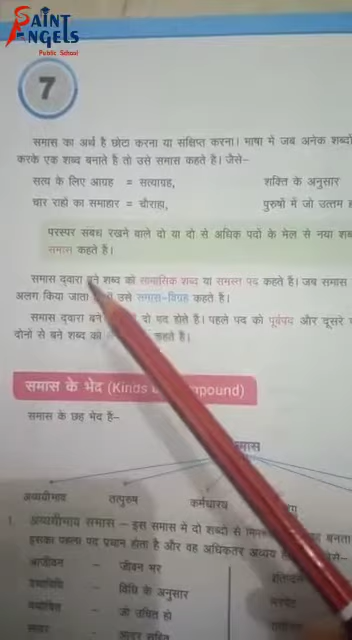 SAINT
ANGELS
Public School
7
समास का अर्थ है छोटा करना या संक्षिप्त करना। भाषा में जब अनेक शब्दों
करके एक शब्द बनाते हैं तो उसे समास कहते हैं। जैसे–
सत्य के लिए आग्रह = सत्याग्रह, शक्ति के अनुसार
चार राहों का समाहार = चौराहा, पुरुषों में जो उत्तम
परस्पर संबंध रखने वाले दो या दो से अधिक पदों के मेल से नया
समास कहते हैं।
समास द्वारा बने शब्द को सामासिक शब्द या समस्त पद कहते हैं। जब समास
अलग किया जाता उसे समास-विग्रह कहते हैं।
समास द्वारा बने दो पद होते हैं। पहले पद को पूर्वपद और दूसरे
दोनों से बने शब्द को कहते हैं।
समास के भेद (Kinds
समास के छह भेद हैं–
अव्ययीभाव तत्पुरुष कर्मधारय
1. अव्ययीभाव समास – इस समास में दो शब्दों से बनता
इसका पहला पद प्रधान होता है और वह अधिकतर अव्यय
आजीवन – जीवन भर
यथाविधि – विधि के अनुसार
यथोचित – जो उचित हो